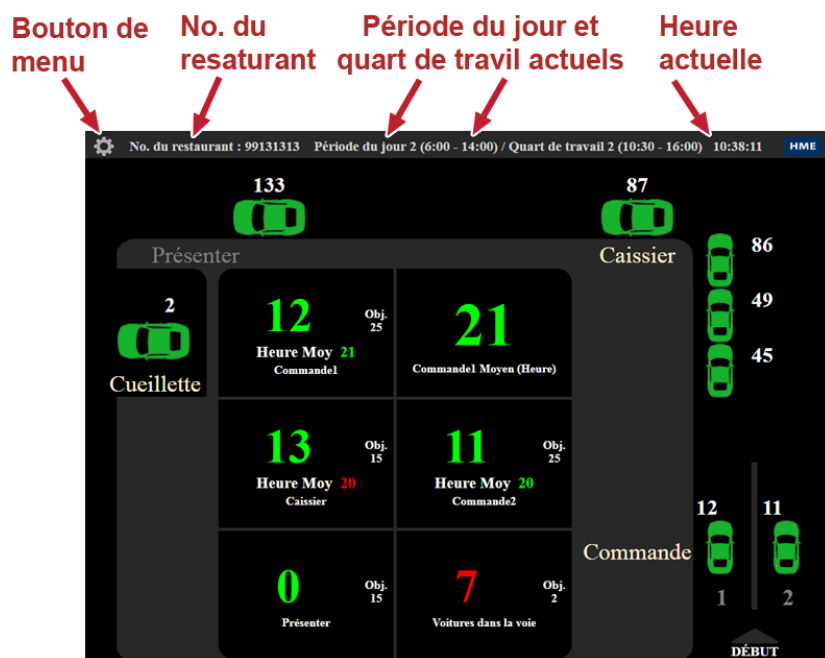 Bouton de
menu
No. du
resaturant
Période du jour et
quart de travil actuels
Heure
actuelle
No. du restaurant : 99131313 Période du jour 2 (6:00 - 14:00) / Quart de travail 2 (10:30 - 16:00) 10:38:11 HME
133
87
Présenter
Caissier
86
49
45
2
Cueillette
12
Obj.
25
Heure Moy 21
Commande1
21
Commande1 Moyen (Heure)
13
Obj.
15
Heure Moy 20
Caissier
11
Obj.
25
Heure Moy 20
Commande2
0
Obj.
15
Présenter
7
Obj.
2
Voitures dans la voie
12
11
Commande
1
2
DÉBUT